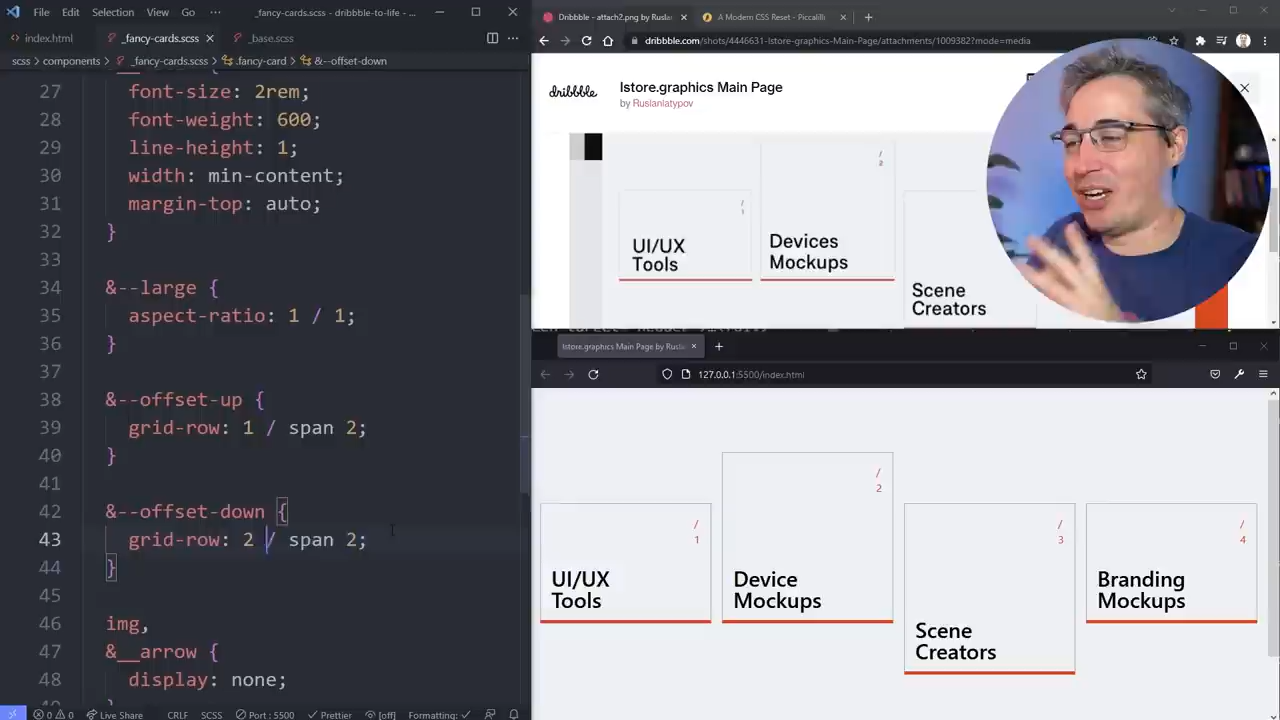 File Edit Selection View Go ··· _fancy-cards.scss - dribbble-to-life - ...
index.html _fancy-cards.scss _base.scss
scss > components > _fancy-cards.scss > .fancy-card > &--offset-down
27 font-size: 2rem;
28 font-weight: 600;
29 line-height: 1;
30 width: min-content;
31 margin-top: auto;
32 }
33
34 &--large {
35 aspect-ratio: 1 / 1;
36 }
37
38 &--offset-up {
39 grid-row: 1 / span 2;
40 }
41
42 &--offset-down {
43 grid-row: 2 / span 2;
44 }
45
46 img,
47 &__arrow {
48 display: none;
0 0 Live Share CRLF SCSS Port : 5500 Prettier [off] Formatting:
Dribbble - attach2.png by Ruslan A Modern CSS Reset - Piccalilli
dribbble.com/shots/4446631-Istore-graphics-Main-Page/attachments/1009382?mode=media
dribbble
Istore.graphics Main Page
by Ruslanlatypov
/
1
UI/UX
Tools
/
2
Devices
Mockups
Scene
Creators
Istore.graphics Main Page by Rusla
127.0.0.1:5500/index.html
/
1
UI/UX
Tools
/
2
Device
Mockups
/
3
Scene
Creators
/
4
Branding
Mockups